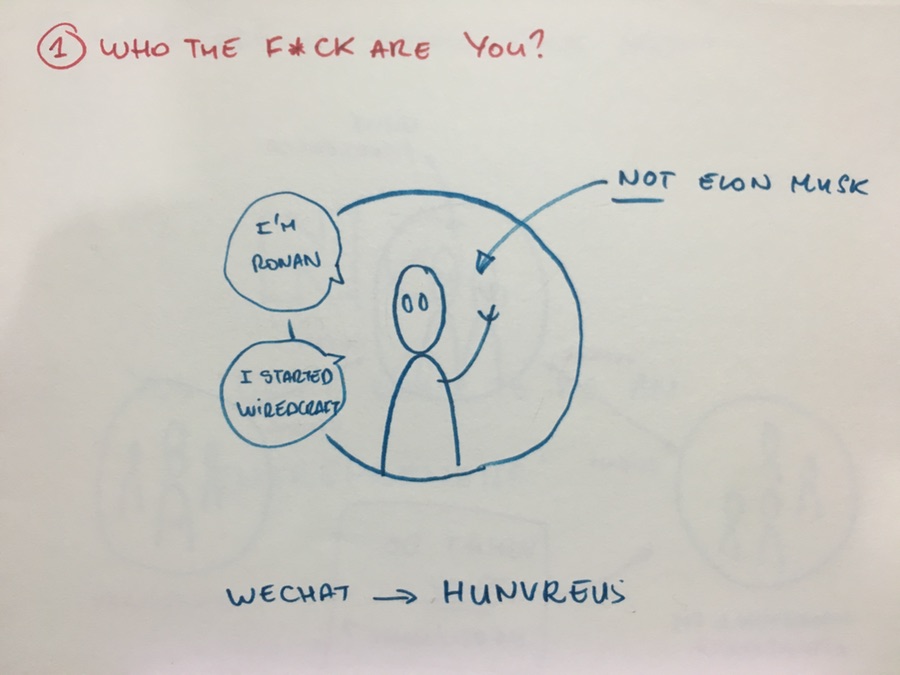 1 WHO THE F*CK ARE YOU?
NOT ELON MUSK
I'M
RONAN
I STARTED
WIREDCRAFT
WECHAT → HUNVREUS